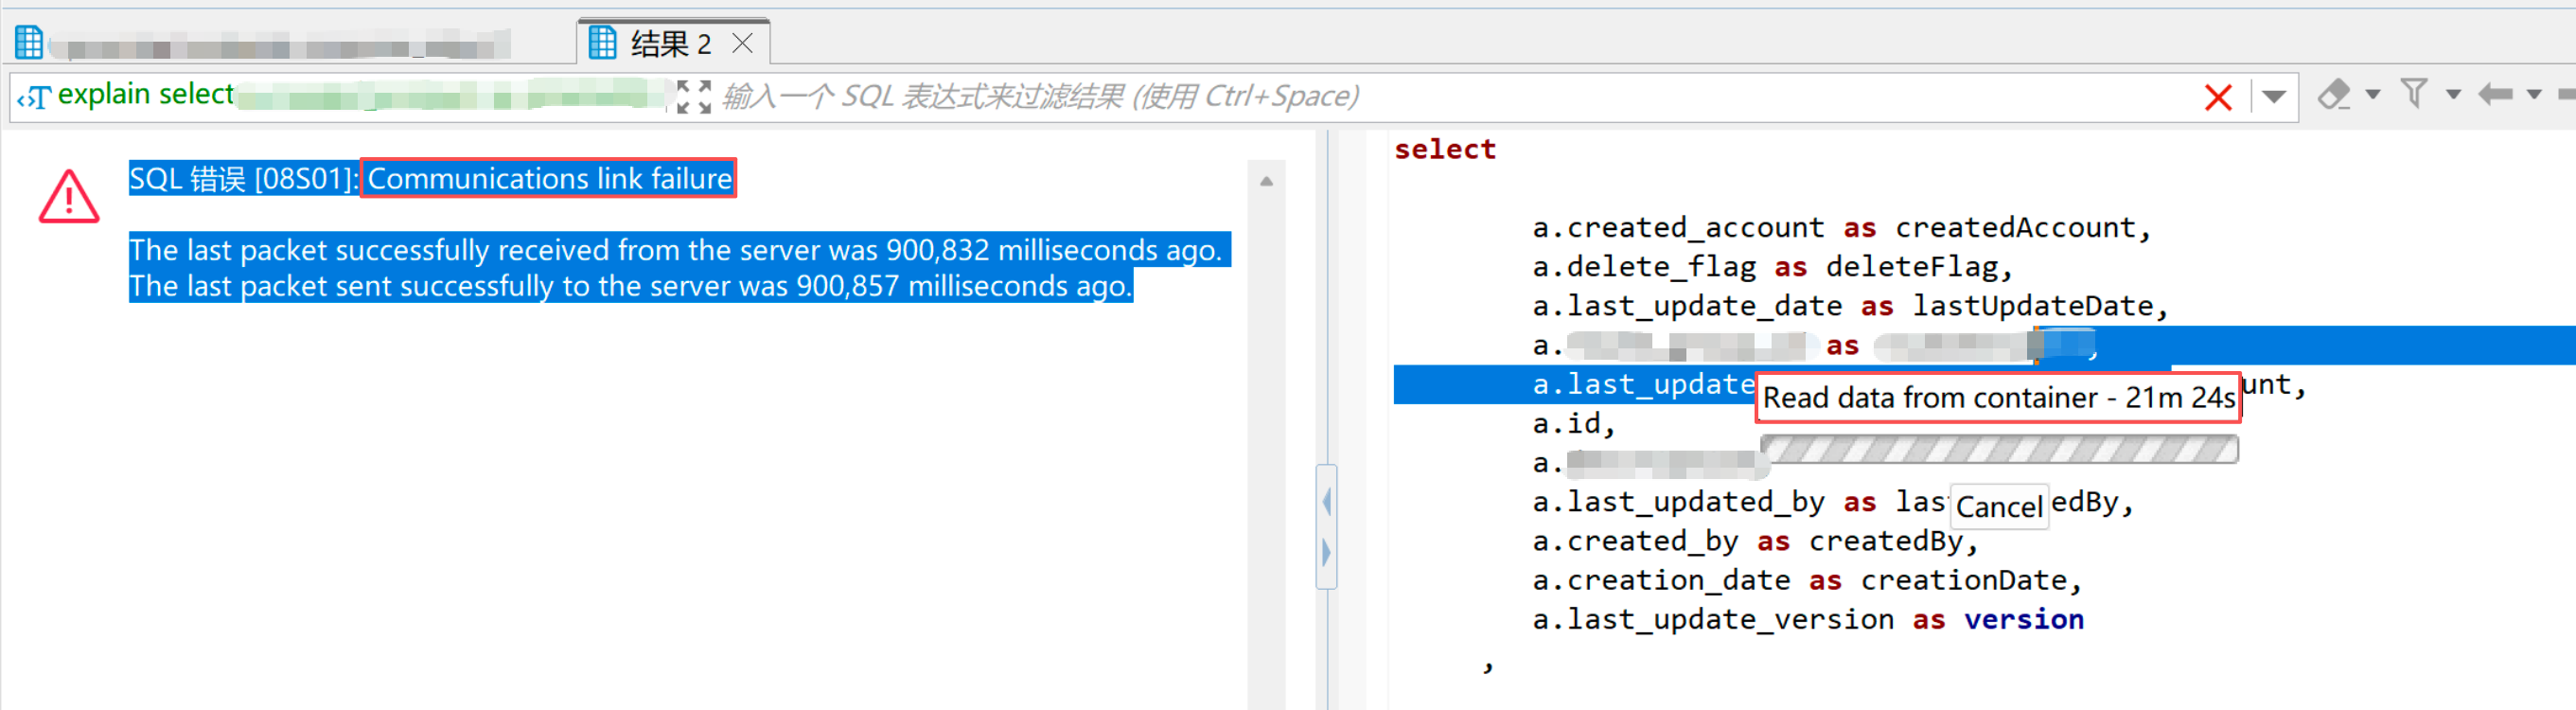 结果 2
explain select
输入一个 SQL 表达式来过滤结果 (使用 Ctrl+Space)
SQL 错误 [08S01]: Communications link failure
The last packet successfully received from the server was 900,832 milliseconds ago.
The last packet sent successfully to the server was 900,857 milliseconds ago.
select
a.created_account as createdAccount,
a.delete_flag as deleteFlag,
a.last_update_date as lastUpdateDate,
a. as ,
a.last_update unt,
Read data from container - 21m 24s
a.id,
a.
a.last_updated_by as las edBy,
Cancel
a.created_by as createdBy,
a.creation_date as creationDate,
a.last_update_version as version
,